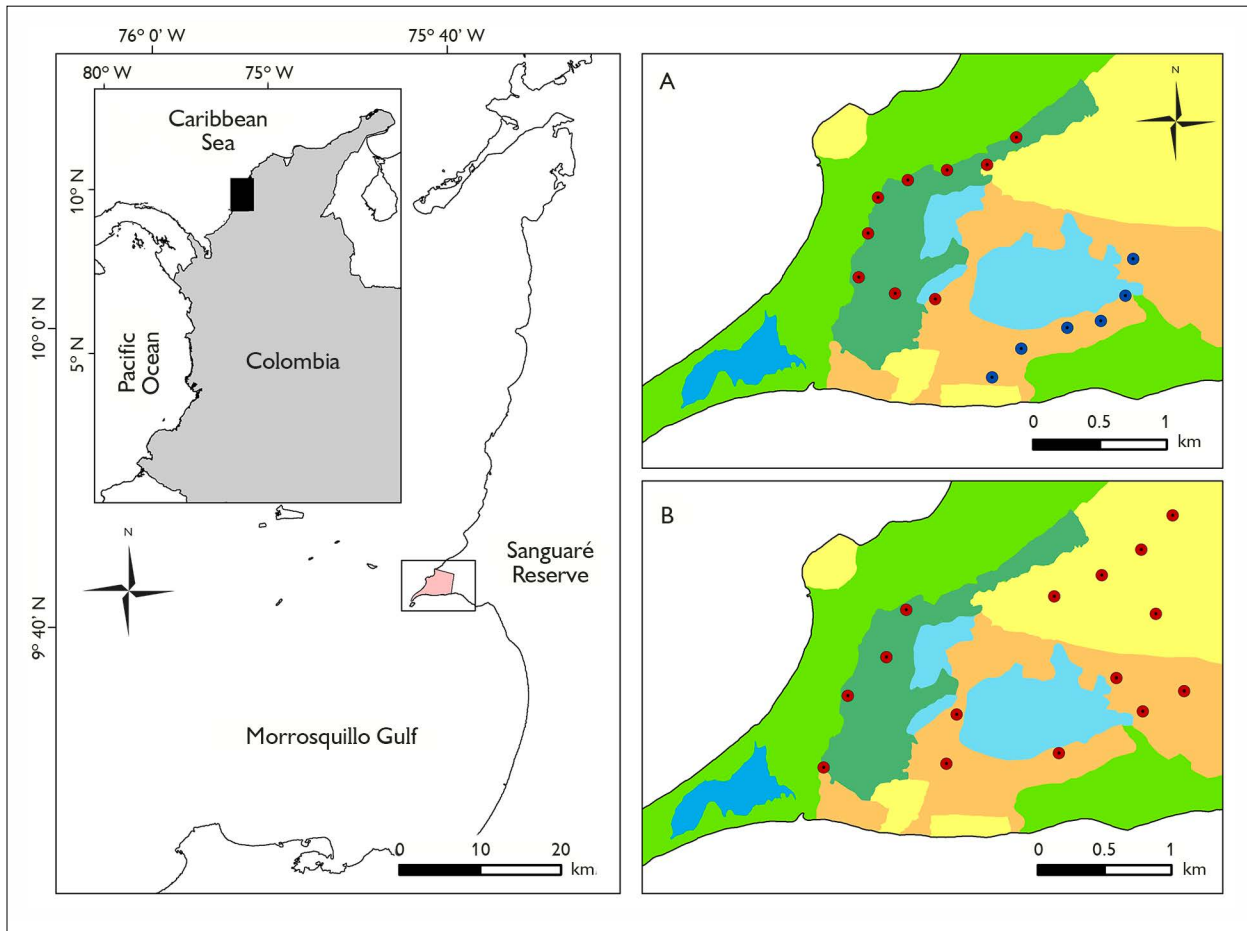 76° 0' W
75° 40' W
80° W
75° W
Caribbean
Sea
10° N
Pacific
Ocean
5° N
10° 0' N
Colombia
N
Sanguaré
Reserve
9° 40' N
Morrosquillo Gulf
0
10
20
km
A
N
0
0.5
1
km
B
0
0.5
1
km